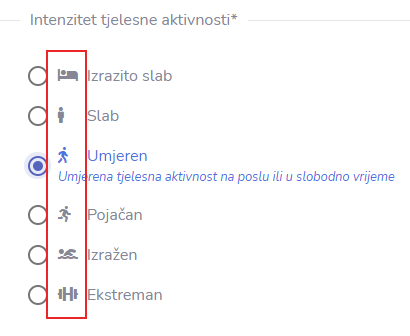 Intenzitet tjelesne aktivnosti*
Izrazito slab
Slab
Umjeren
Umjerena tjelesna aktivnost na poslu ili u slobodno vrijeme
Pojačan
Izražen
Ekstreman